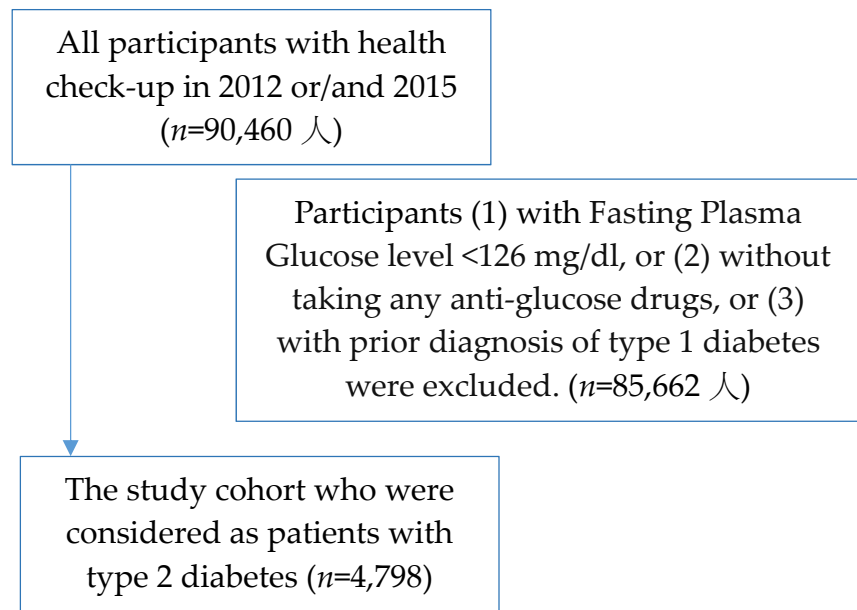 All participants with health
check-up in 2012 or/and 2015
(n=90,460 人)
Participants (1) with Fasting Plasma
Glucose level <126 mg/dl, or (2) without
taking any anti-glucose drugs, or (3)
with prior diagnosis of type 1 diabetes
were excluded. (n=85,662 人)
The study cohort who were
considered as patients with
type 2 diabetes (n=4,798)